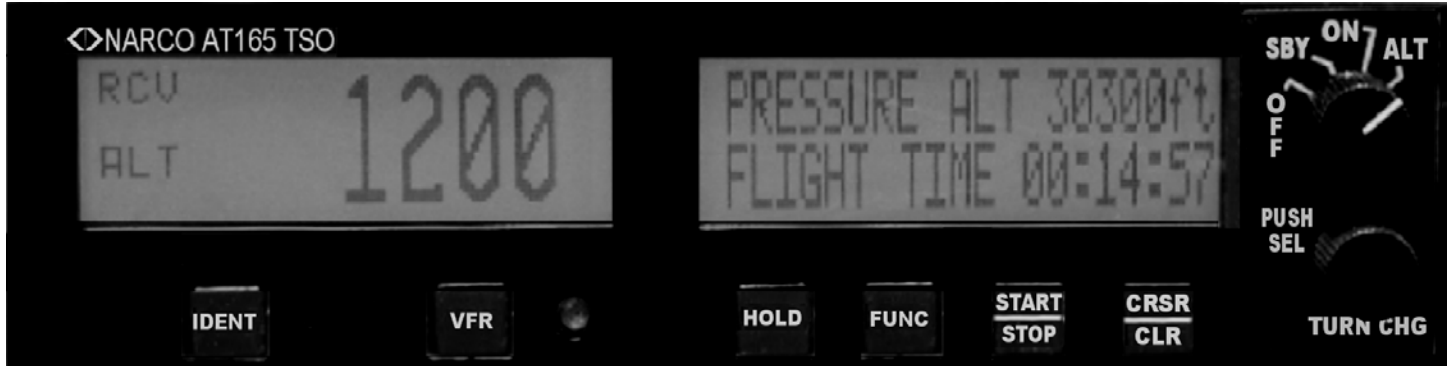 NARCO AT165 TSO
RCV
1200
ALT
PRESSURE ALT 30300ft
FLIGHT TIME 00:14:57
OFF
SBY
ON
ALT
PUSH
SEL
IDENT
VFR
HOLD
FUNC
START
STOP
CRSR
CLR
TURN CHG